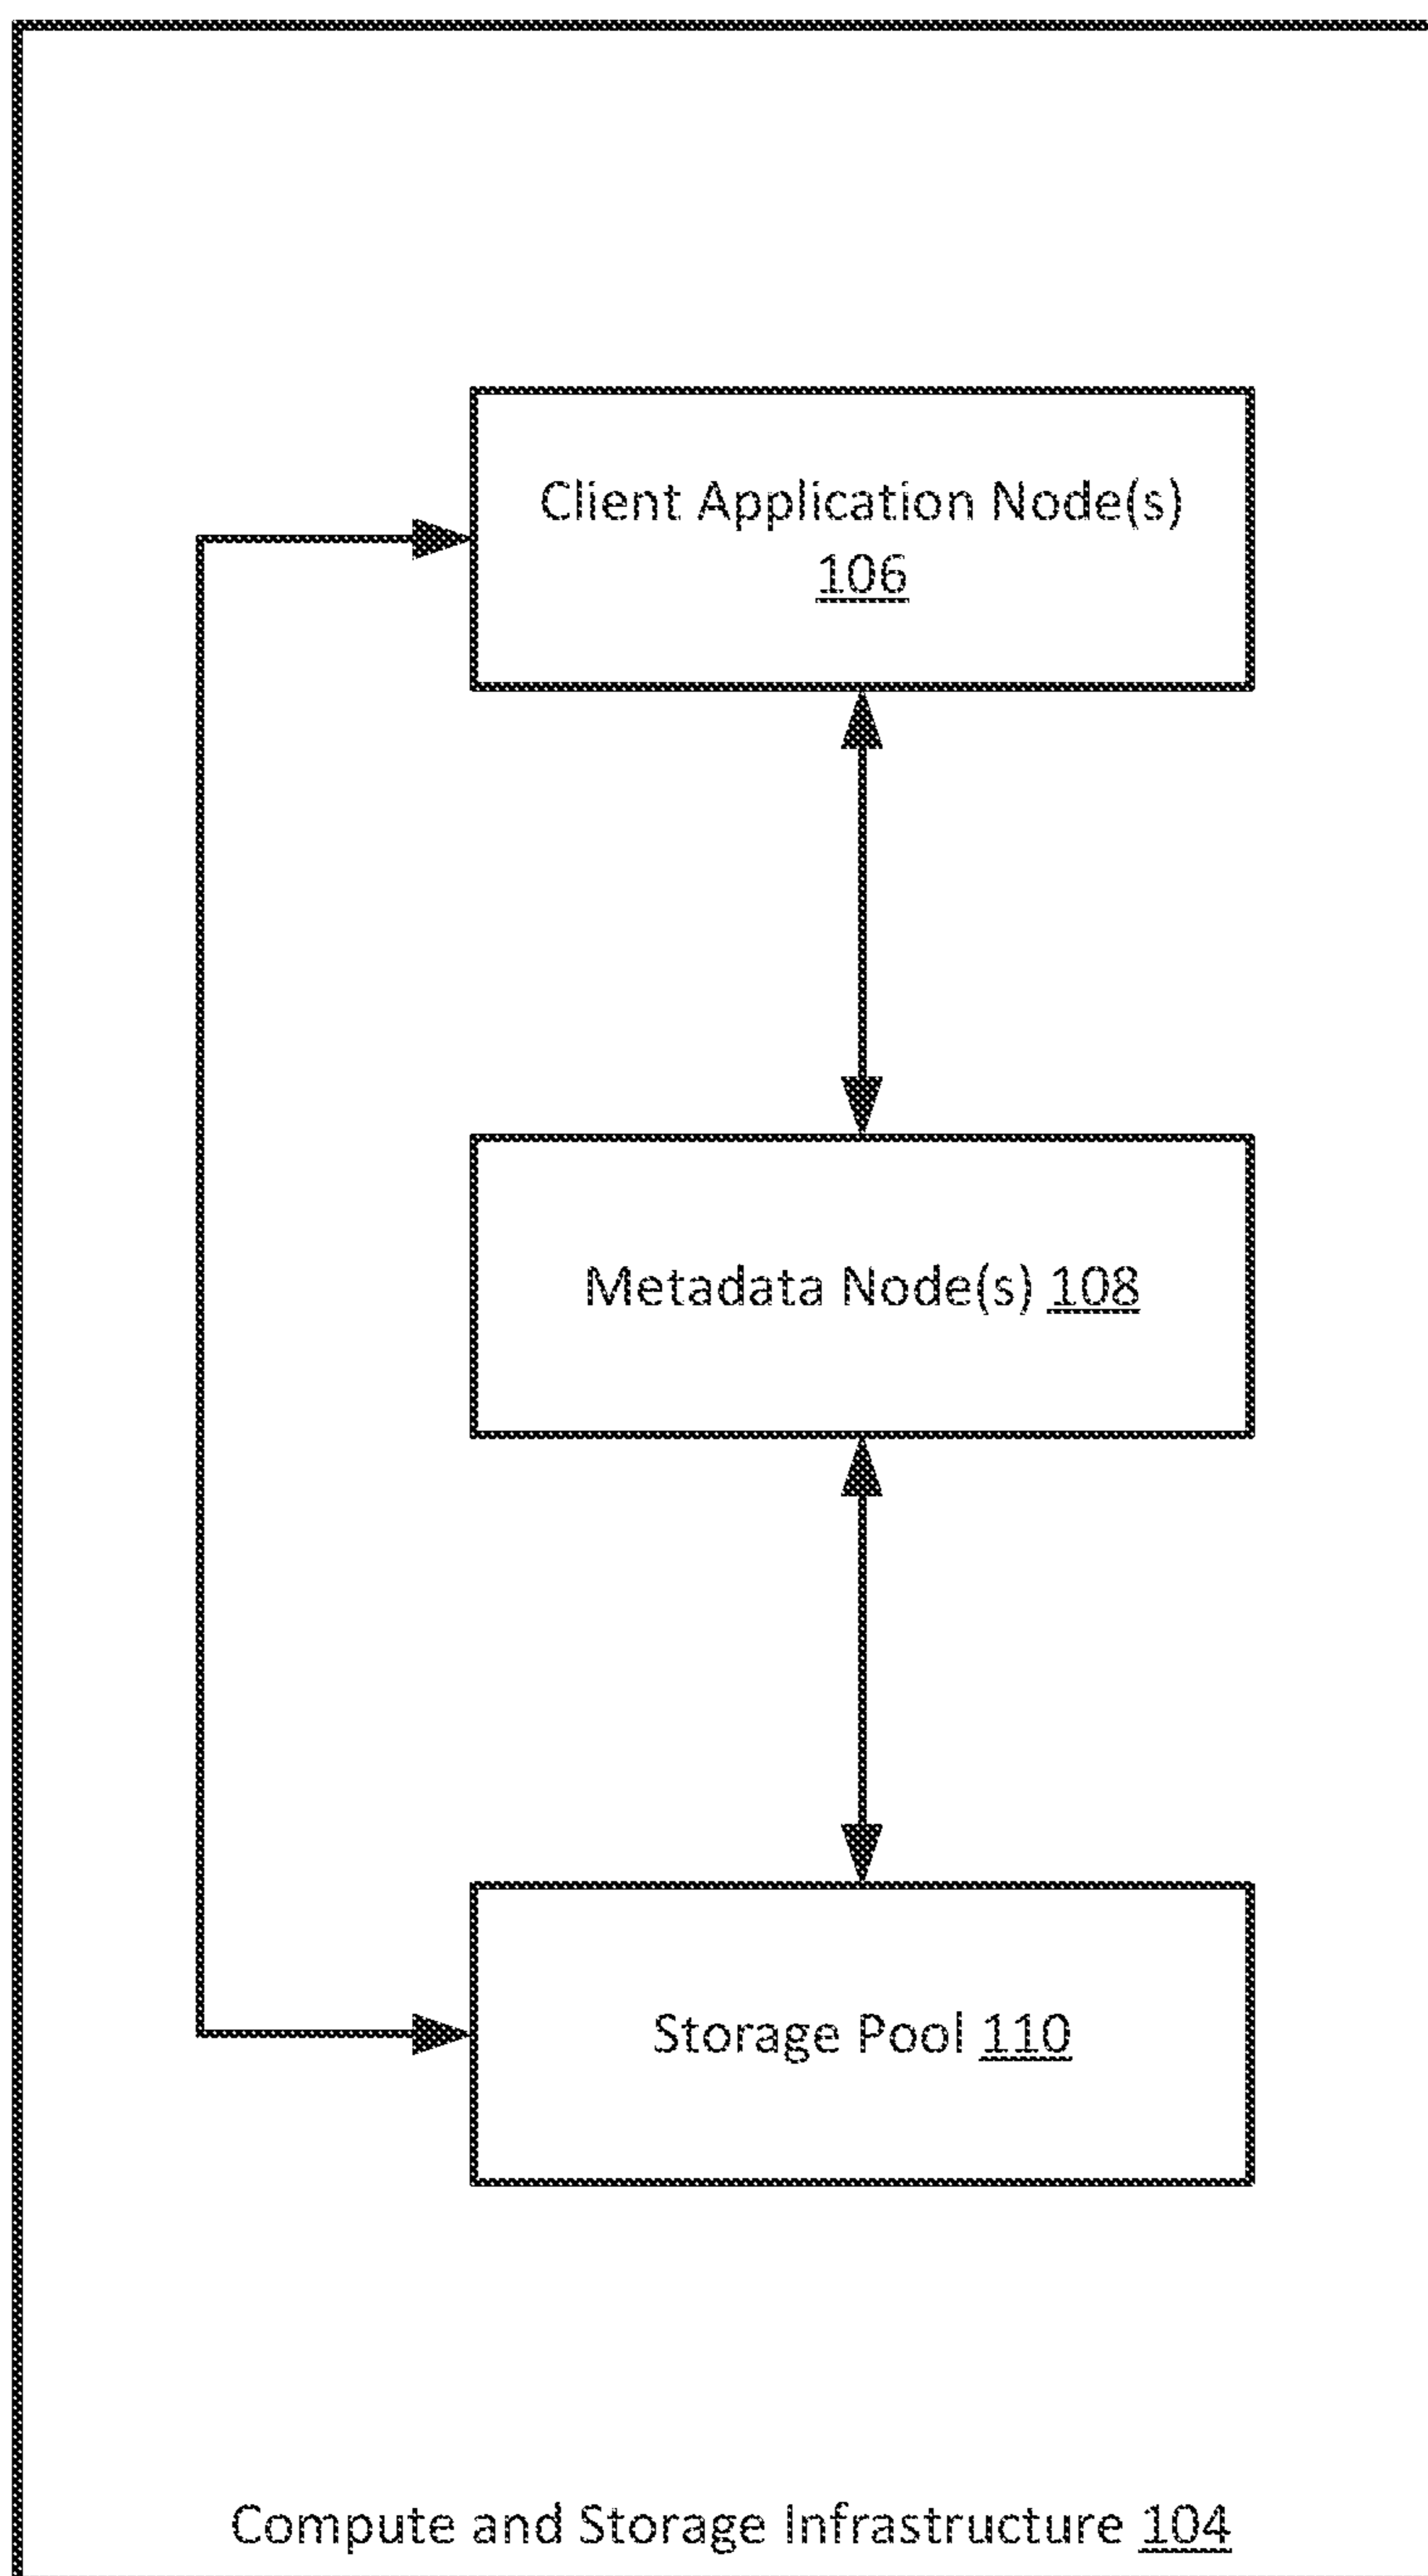 Client Application Node(s)
106
Metadata Node(s) 108
Storage Pool 110
Compute and Storage Infrastructure 104